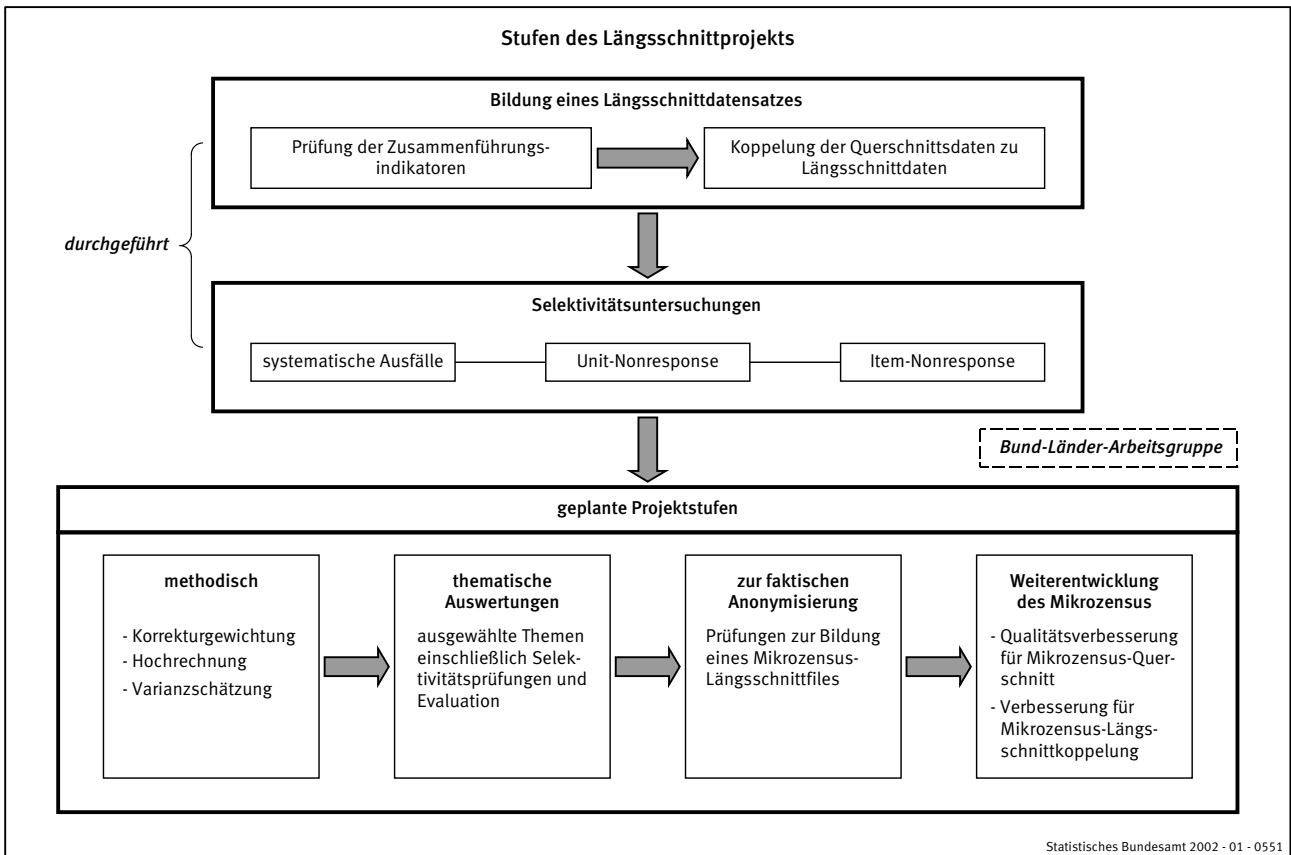 Stufen des Längsschnittprojekts
Bildung eines Längsschnittdatensatzes
Prüfung der Zusammenführungs-
indikatoren
Koppelung der Querschnittsdaten zu
Längsschnittdaten
durchgeführt
Selektivitätsuntersuchungen
systematische Ausfälle
Unit-Nonresponse
Item-Nonresponse
Bund-Länder-Arbeitsgruppe
geplante Projektstufen
methodisch
- Korrekturgewichtung
- Hochrechnung
- Varianzschätzung
thematische
Auswertungen
ausgewählte Themen
einschließlich Selek-
tivitätsprüfungen und
Evaluation
zur faktischen
Anonymisierung
Prüfungen zur Bildung
eines Mikrozensus-
Längsschnittfiles
Weiterentwicklung
des Mikrozensus
- Qualitätsverbesserung
für Mikrozensus-Quer-
schnitt
- Verbesserung für
Mikrozensus-Längs-
schnittkoppelung
Statistisches Bundesamt 2002 - 01 - 0551